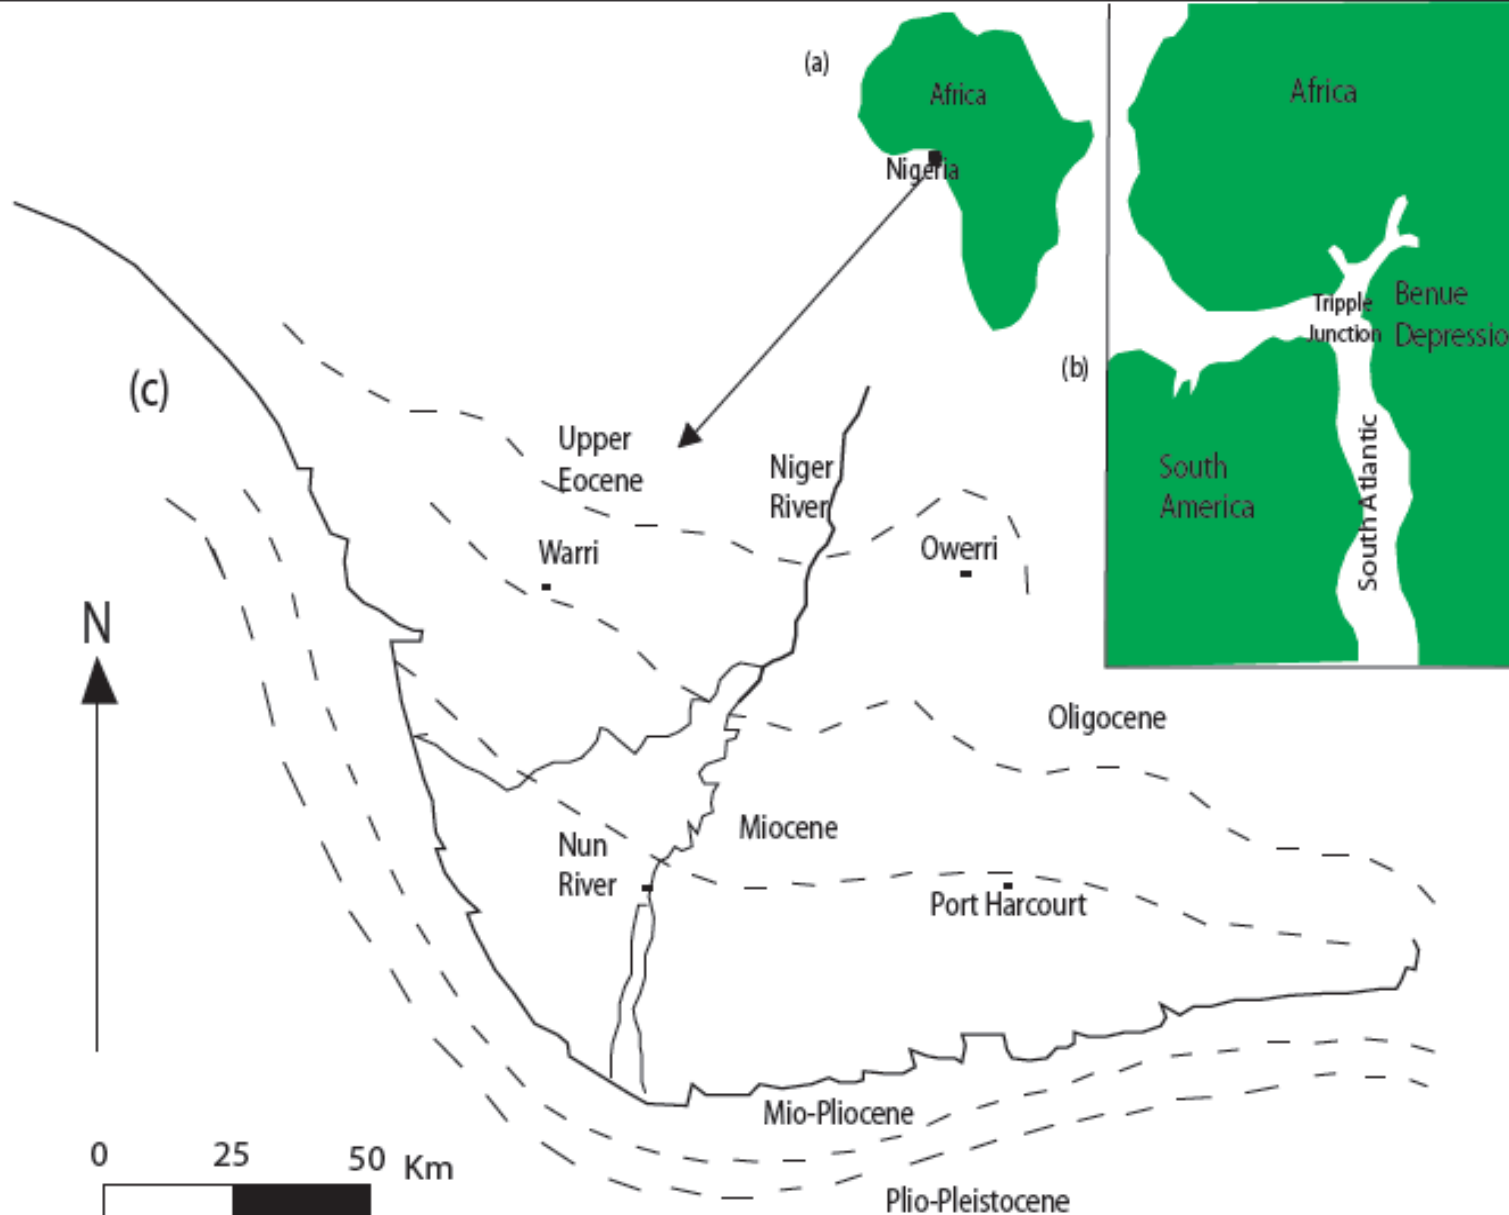 (a)
Africa
Nigeria
Africa
Tripple
Junction
Benue
Depressio
(b)
South
America
South Atlantic
(c)
Upper
Eocene
Niger
River
Warri
Owerri
N
Oligocene
Miocene
Nun
River
Port Harcourt
Mio-Pliocene
0 25 50 Km
Plio-Pleistocene